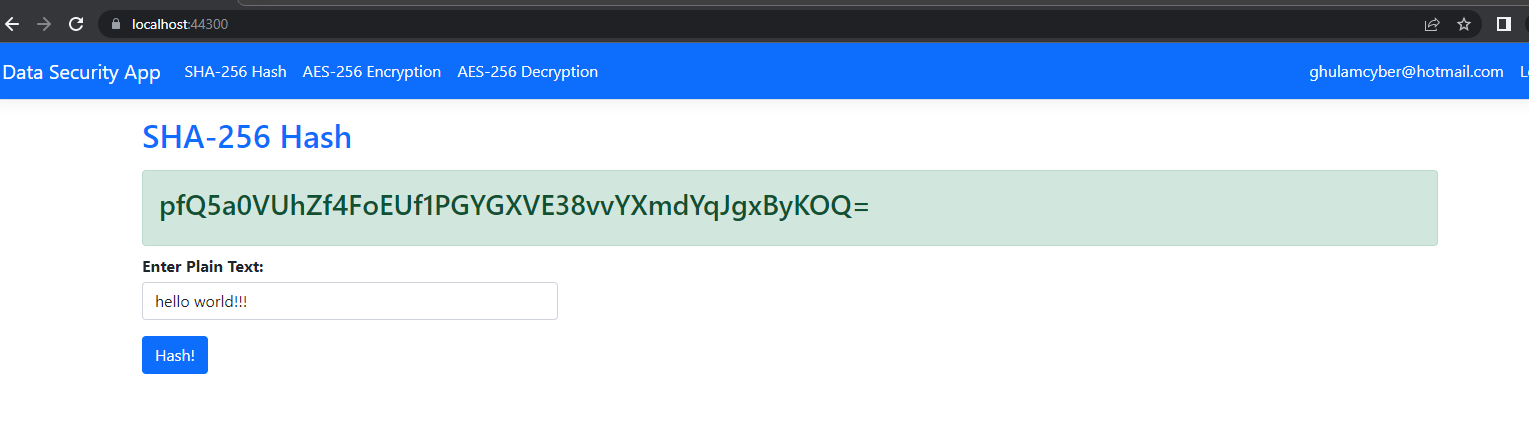 localhost:44300
Data Security App SHA-256 Hash AES-256 Encryption AES-256 Decryption ghulamcyber@hotmail.com
SHA-256 Hash
pfQ5a0VUhZf4FoEUf1PGYGXVE38vvYXmdYqJgxByKOQ=
Enter Plain Text:
hello world!!!
Hash!